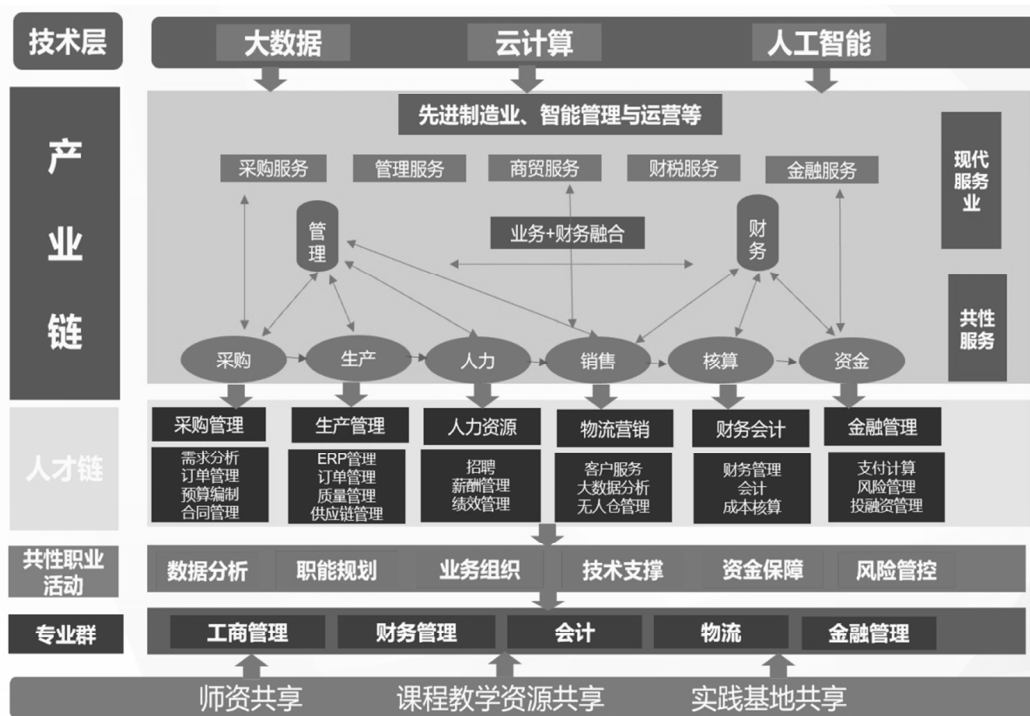 技术层
大数据
云计算
人工智能
产业链
先进制造业、智能管理与运营等
采购服务
管理服务
商贸服务
财税服务
金融服务
现代
服务
业
管理
业务+财务融合
财务
共性
服务
采购
生产
人力
销售
核算
资金
人才链
采购管理
生产管理
人力资源
物流营销
财务会计
金融管理
需求分析
订单管理
预算编制
合同管理
ERP管理
订单管理
质量管理
供应链管理
招聘
薪酬管理
绩效管理
客户服务
大数据分析
无人仓管理
财务管理
会计
成本核算
支付计算
风险管理
投融资管理
共性职业
活动
数据分析
职能规划
业务组织
技术支撑
资金保障
风险管控
专业群
工商管理
财务管理
会计
物流
金融管理
师资共享
课程教学资源共享
实践基地共享